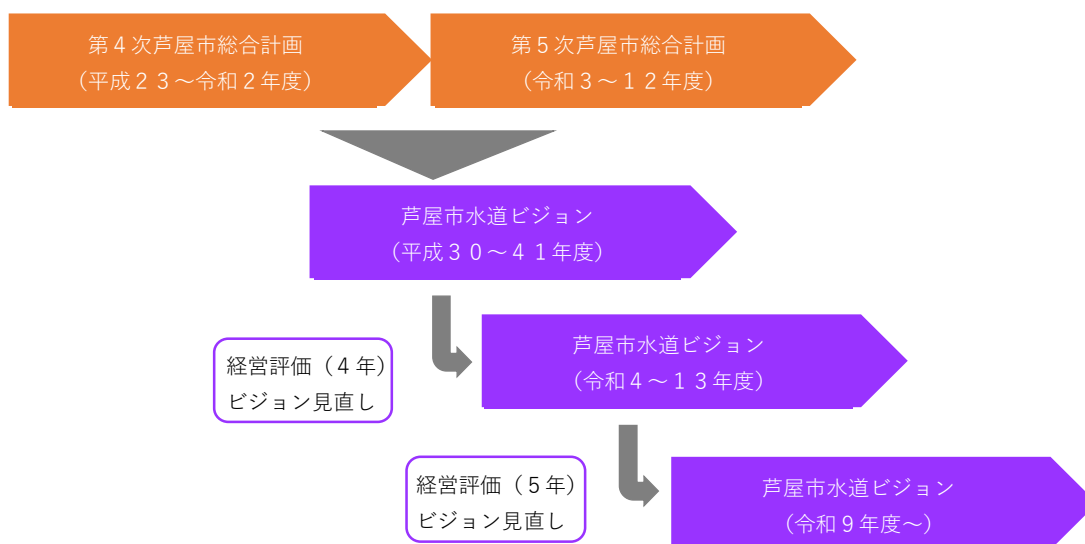 第４次芦屋市総合計画
（平成２３～令和２年度）
第５次芦屋市総合計画
（令和３～１２年度）
芦屋市水道ビジョン
（平成３０～４１年度）
経営評価（４年）
ビジョン見直し
芦屋市水道ビジョン
（令和４～１３年度）
経営評価（５年）
ビジョン見直し
芦屋市水道ビジョン
（令和９年度～）